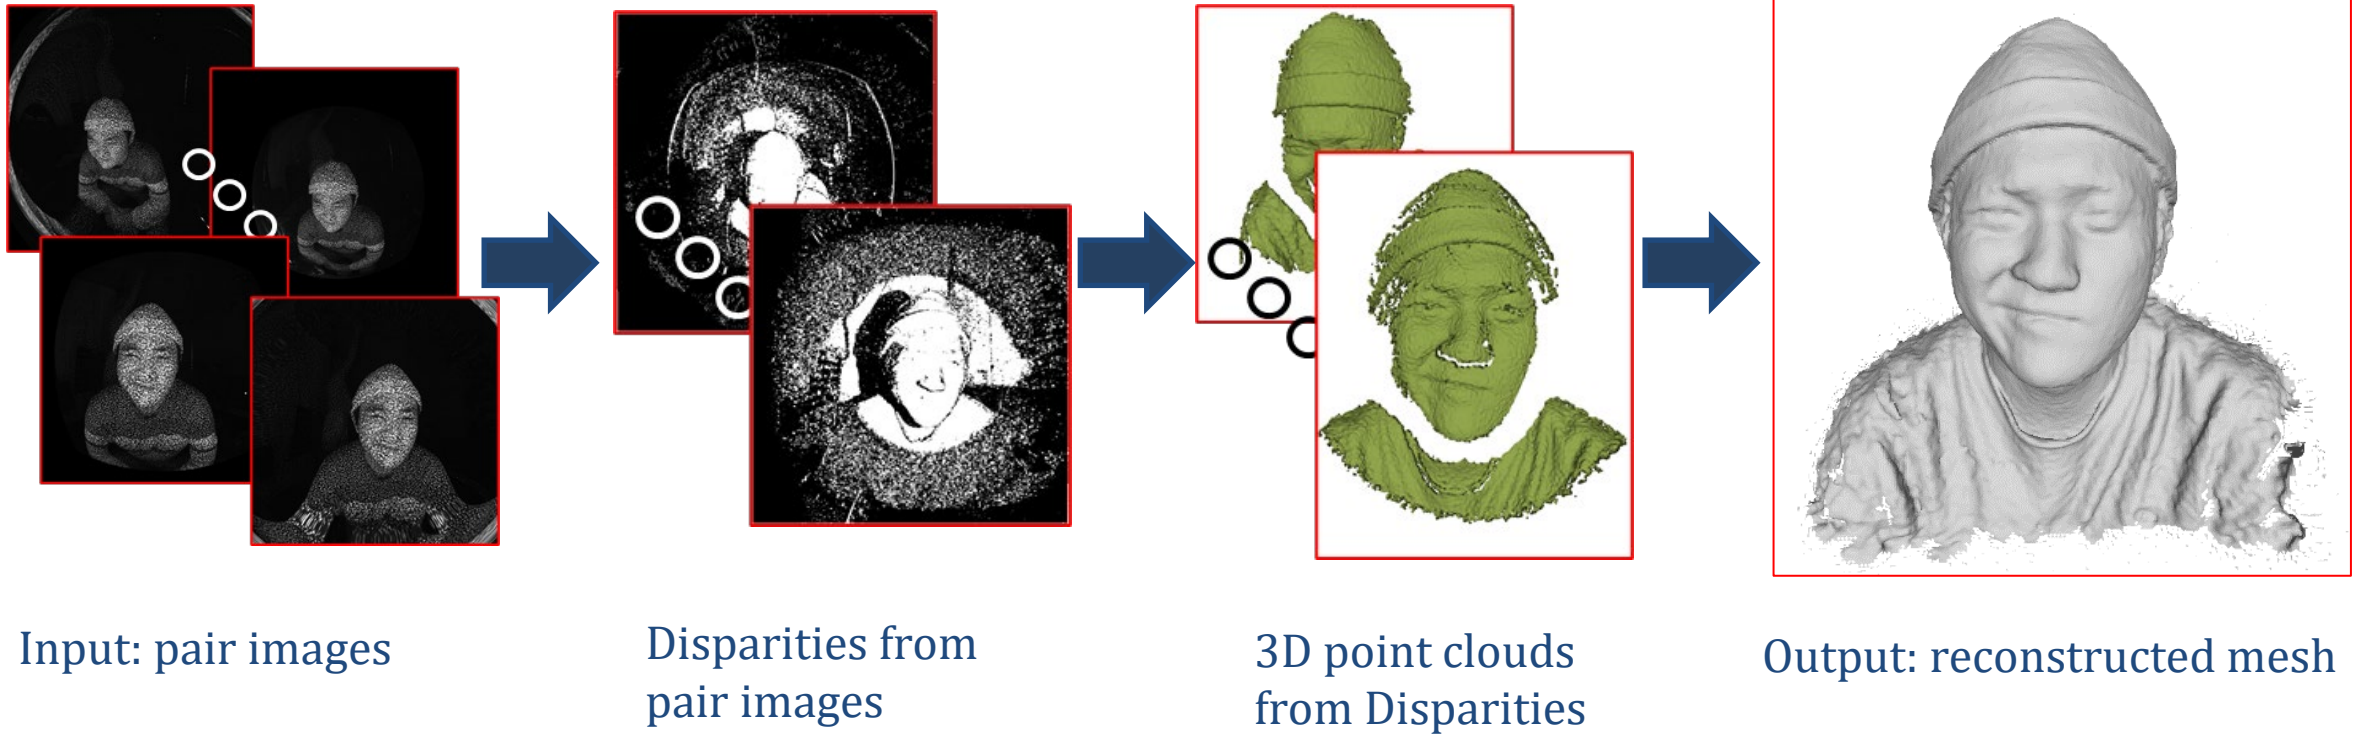 Input: pair images
Disparities from
pair images
3D point clouds
from Disparities
Output: reconstructed mesh